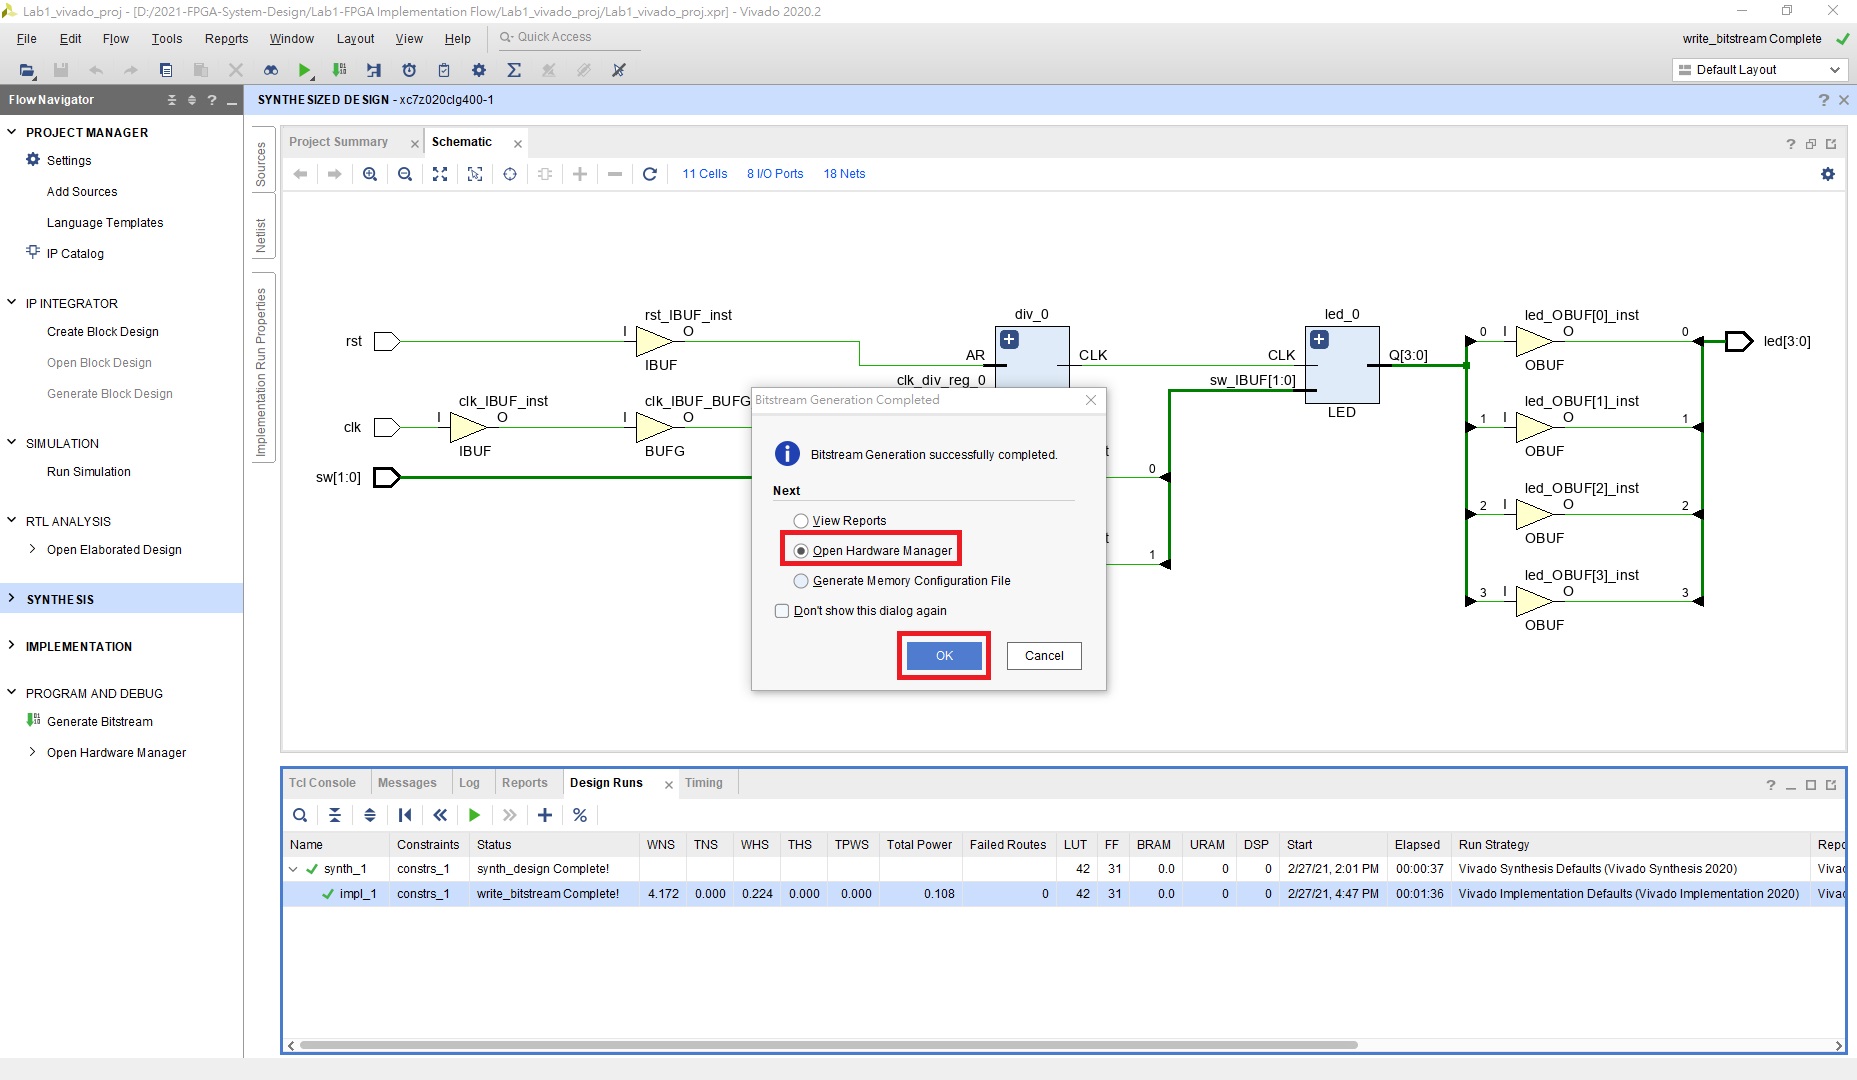 Lab1_vivado_proj - [D:/2021-FPGA-System-Design/Lab1-FPGA Implementation Flow/Lab1_vivado_proj/Lab1_vivado_proj.xpr] - Vivado 2020.2
File Edit Flow Tools Reports Window Layout View Help Quick Access write_bitstream Complete
Default Layout
Flow Navigator
SYNTHESIZED DESIGN - xc7z020clg400-1
PROJECT MANAGER
Settings
Add Sources
Language Templates
IP Catalog
IP INTEGRATOR
Create Block Design
Open Block Design
Generate Block Design
SIMULATION
Run Simulation
RTL ANALYSIS
Open Elaborated Design
SYNTHESIS
IMPLEMENTATION
PROGRAM AND DEBUG
Generate Bitstream
Open Hardware Manager
Sources
Netlist
Implementation Run Properties
Project Summary Schematic
11 Cells 8 I/O Ports 18 Nets
rst_IBUF_inst div_0 led_0 led_OBUF[0]_inst
I O 0 I O 0
rst AR CLK CLK Q[3:0] led[3:0]
IBUF OBUF
clk_div_reg_0 sw_IBUF[1:0]
clk_IBUF_inst clk_IBUF_BUFG LED led_OBUF[1]_inst
I O I O 1 I O 1
clk
IBUF BUFG OBUF
sw[1:0] t 0
led_OBUF[2]_inst
2 I O 2
OBUF
t 1
led_OBUF[3]_inst
3 I O 3
OBUF
Bitstream Generation Completed
Bitstream Generation successfully completed.
Next
View Reports
Open Hardware Manager
Generate Memory Configuration File
Don't show this dialog again
OK Cancel
Tcl Console Messages Log Reports Design Runs Timing
Name Constraints Status WNS TNS WHS THS TPWS Total Power Failed Routes LUT FF BRAM URAM DSP Start Elapsed Run Strategy Repo
synth_1 constrs_1 synth_design Complete! 42 31 0.0 0 0 2/27/21, 2:01 PM 00:00:37 Vivado Synthesis Defaults (Vivado Synthesis 2020) Vivad
impl_1 constrs_1 write_bitstream Complete! 4.172 0.000 0.224 0.000 0.000 0.108 0 42 31 0.0 0 0 2/27/21, 4:47 PM 00:01:36 Vivado Implementation Defaults (Vivado Implementation 2020) Vivad